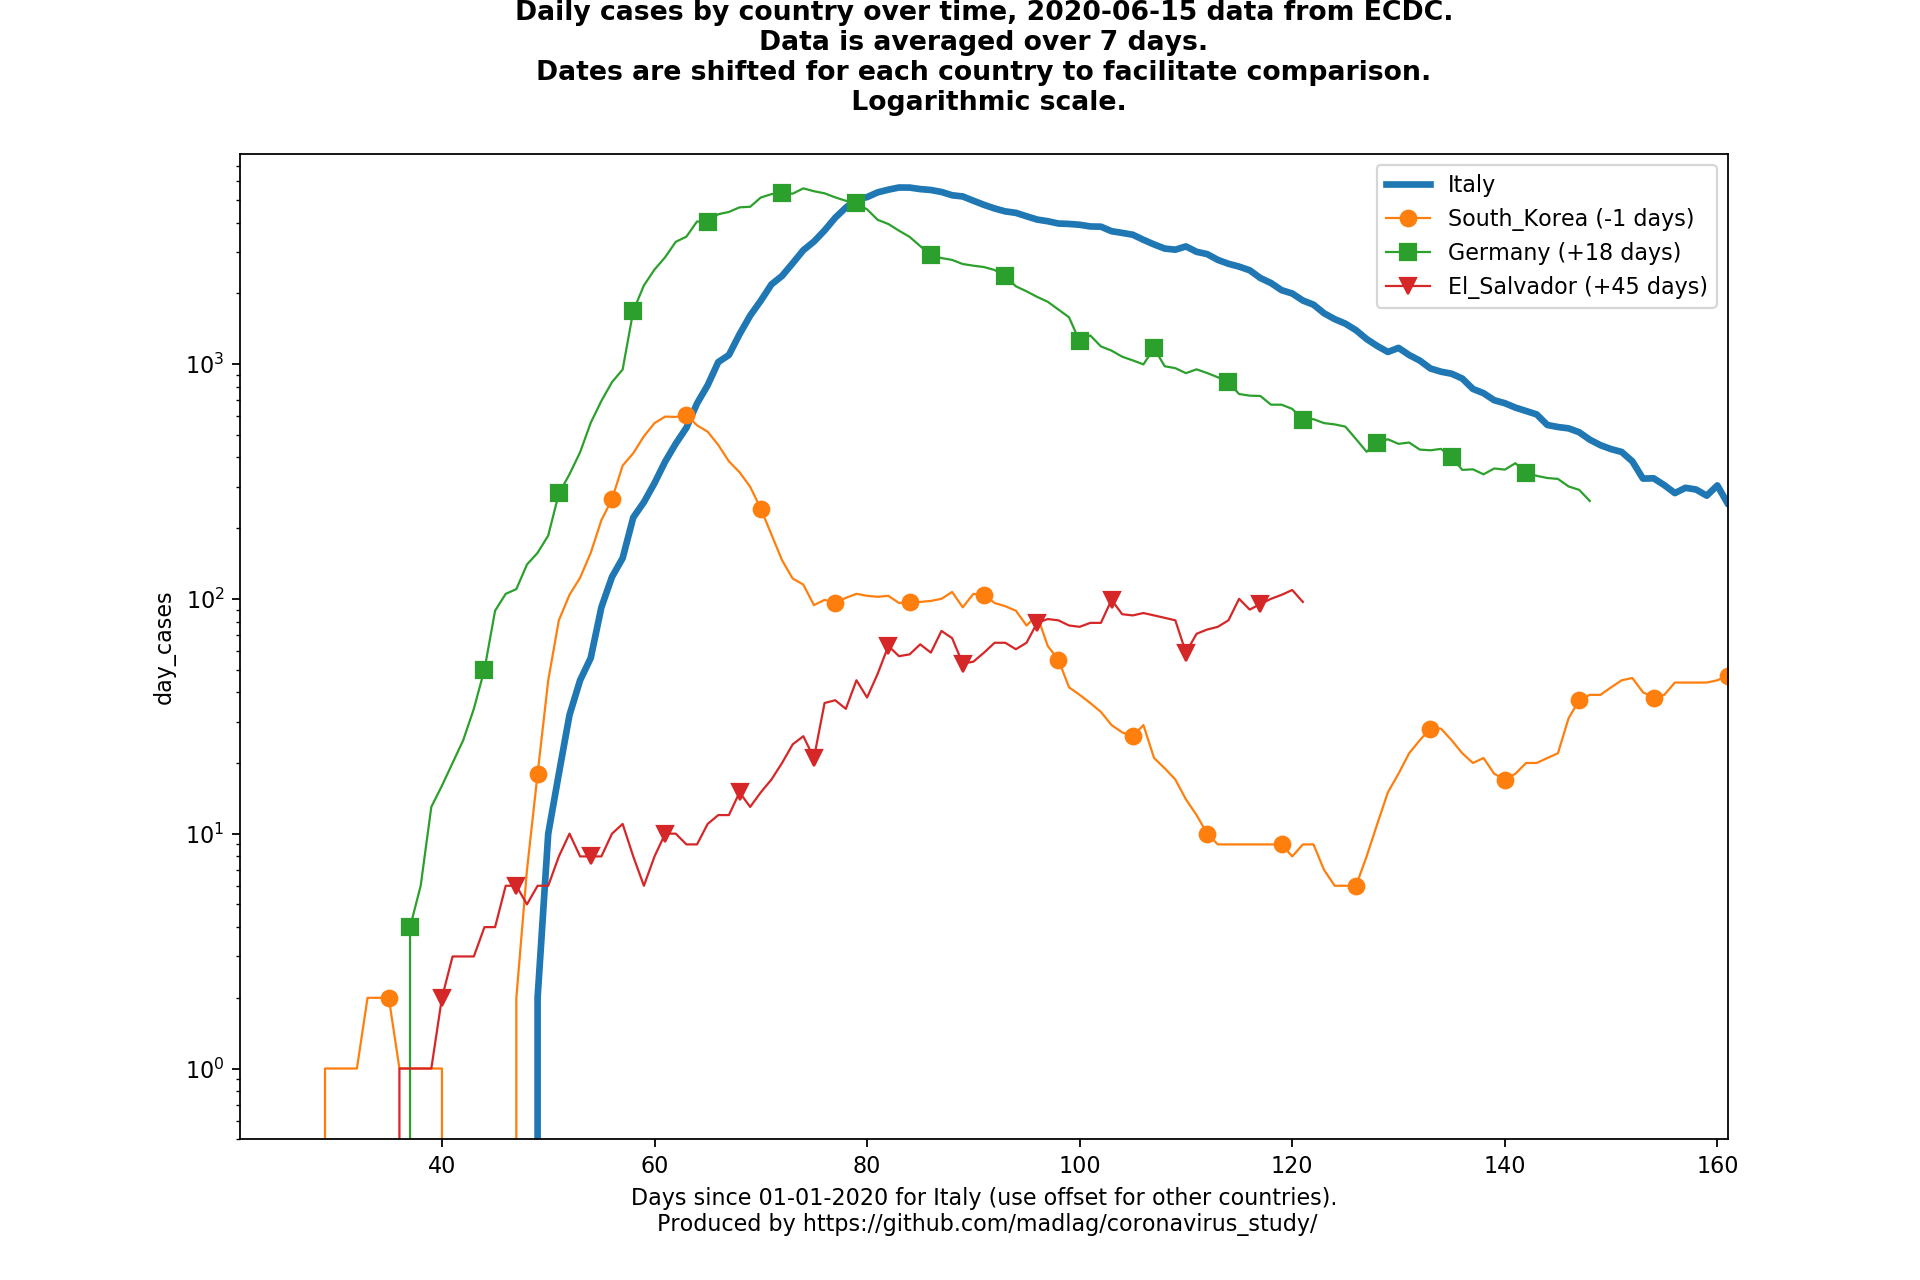 Daily cases by country over time, 2020-06-15 data from ECDC.
Data is averaged over 7 days.
Dates are shifted for each country to facilitate comparison.
Logarithmic scale.
Italy
South_Korea (-1 days)
Germany (+18 days)
El_Salvador (+45 days)
10³
10²
10¹
10⁰
day_cases
40 60 80 100 120 140 160
Days since 01-01-2020 for Italy (use offset for other countries).
Produced by https://github.com/madlag/coronavirus_study/